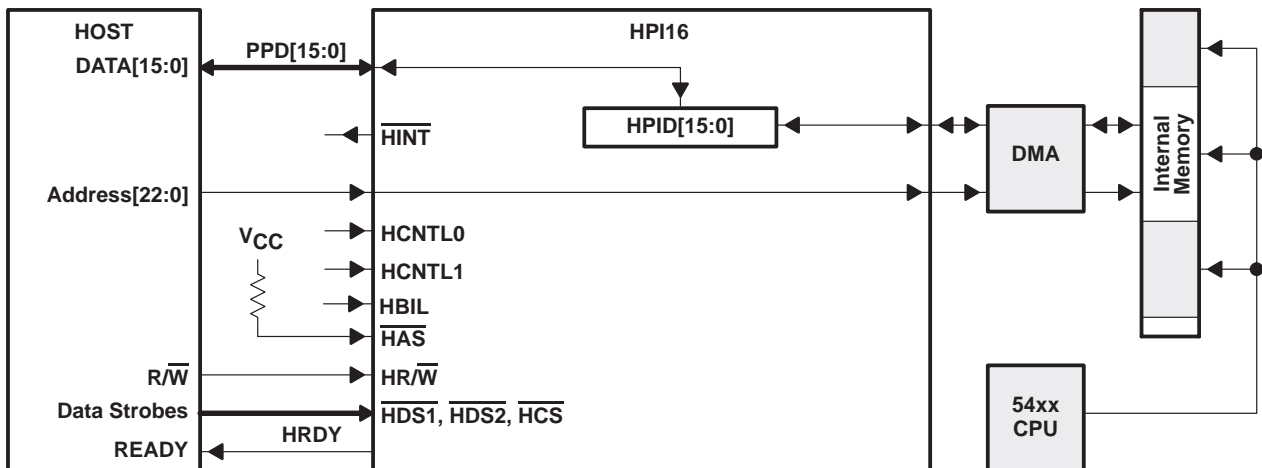 HOST
HPI16
DATA[15:0]
PPD[15:0]
HPID[15:0]
HINT
DMA
Internal
Memory
Address[22:0]
VCC
HCNTL0
HCNTL1
HBIL
HAS
R/W
HR/W
Data Strobes
HDS1, HDS2, HCS
READY
HRDY
54xx
CPU